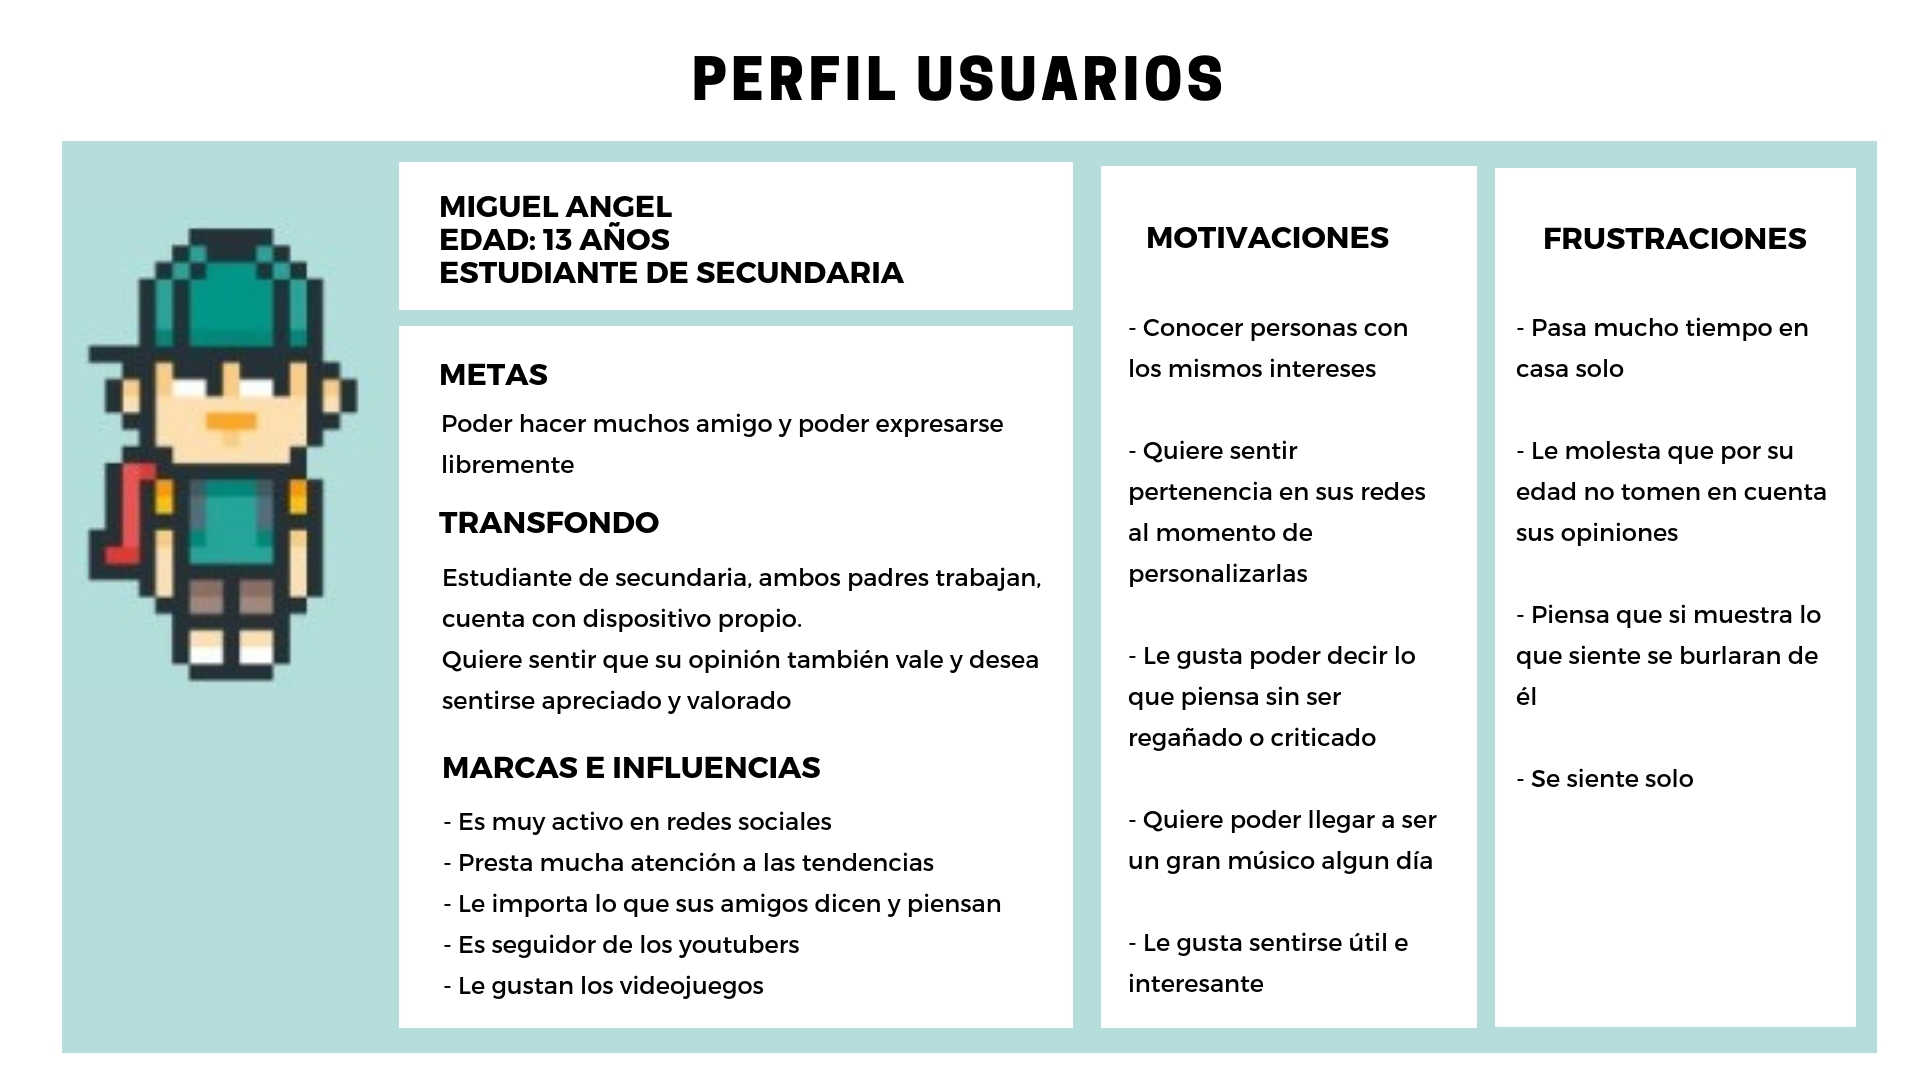 PERFIL USUARIOS
MIGUEL ANGEL
EDAD: 13 AÑOS
ESTUDIANTE DE SECUNDARIA
METAS
Poder hacer muchos amigo y poder expresarse
libremente
TRANSFONDO
Estudiante de secundaria, ambos padres trabajan,
cuenta con dispositivo propio.
Quiere sentir que su opinión también vale y desea
sentirse apreciado y valorado
MARCAS E INFLUENCIAS
- Es muy activo en redes sociales
- Presta mucha atención a las tendencias
- Le importa lo que sus amigos dicen y piensan
- Es seguidor de los youtubers
- Le gustan los videojuegos
MOTIVACIONES
- Conocer personas con
los mismos intereses
- Quiere sentir
pertenencia en sus redes
al momento de
personalizarlas
- Le gusta poder decir lo
que piensa sin ser
regañado o criticado
- Quiere poder llegar a ser
un gran músico algun día
- Le gusta sentirse útil e
interesante
FRUSTRACIONES
- Pasa mucho tiempo en
casa solo
- Le molesta que por su
edad no tomen en cuenta
sus opiniones
- Piensa que si muestra lo
que siente se burlaran de
él
- Se siente solo